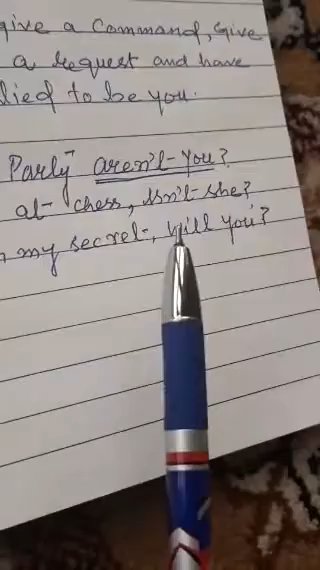 give a Command, give
a request and have
lied to be you.
Party aren't you?
at chess, isn't she?
my secret, will you?